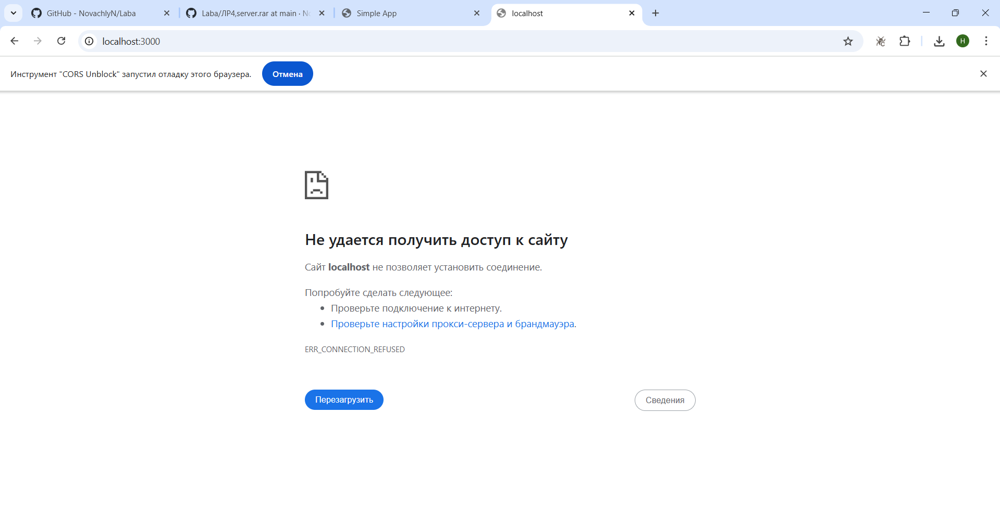 GitHub - NovachlyN/Laba
Laba/ЛР4,server.rar at main · No
Simple App
localhost
localhost:3000
H
Инструмент "CORS Unblock" запустил отладку этого браузера.
Отмена
Не удается получить доступ к сайту
Сайт localhost не позволяет установить соединение.
Попробуйте сделать следующее:
Проверьте подключение к интернету.
Проверьте настройки прокси-сервера и брандмауэра.
ERR_CONNECTION_REFUSED
Перезагрузить
Сведения